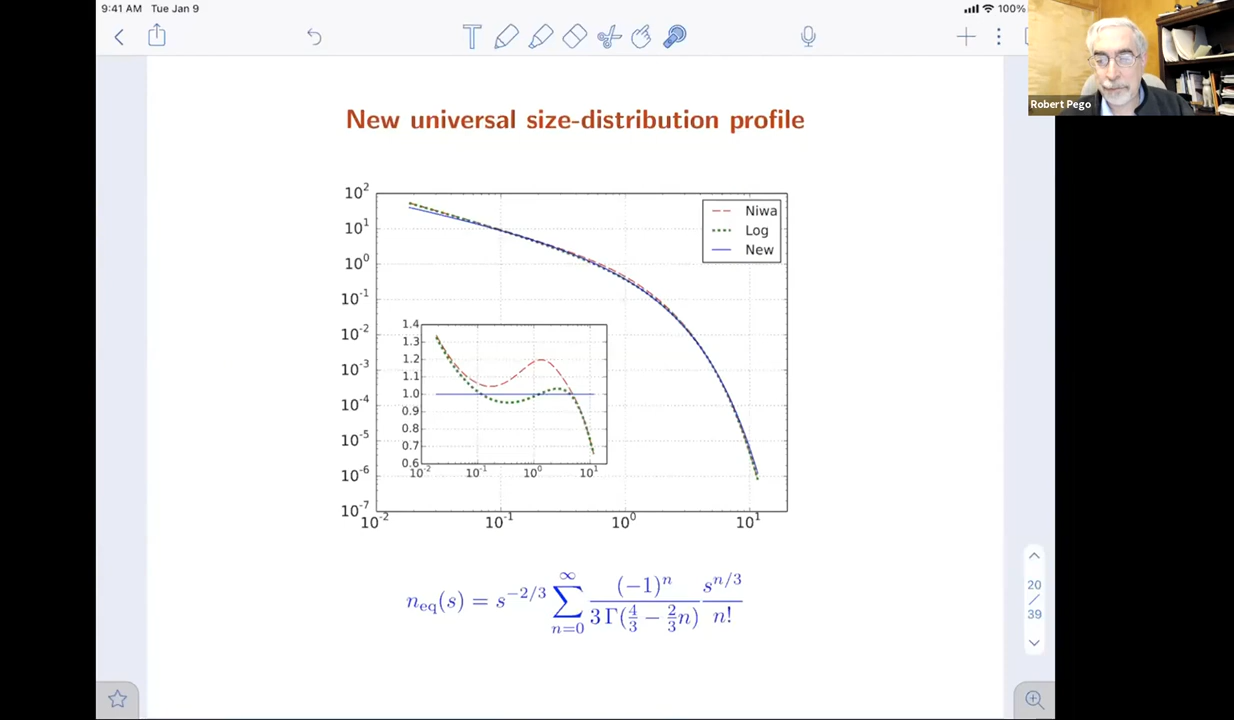 9:41 AM Tue Jan 9
100%
Robert Pego
New universal size-distribution profile
10^2
10^1
10^0
10^-1
10^-2
10^-3
10^-4
10^-5
10^-6
10^-7
10^-2 10^-1 10^0 10^1
Niwa
Log
New
1.4
1.3
1.2
1.1
1.0
0.9
0.8
0.7
0.6
10^-2 10^-1 10^0 10^1
n_eq(s) = s^{-2/3} \sum_{n=0}^{∞} \frac{(-1)^n}{3 Γ(\frac{4}{3} - \frac{2}{3}n)} \frac{s^{n/3}}{n!}
20
/
39